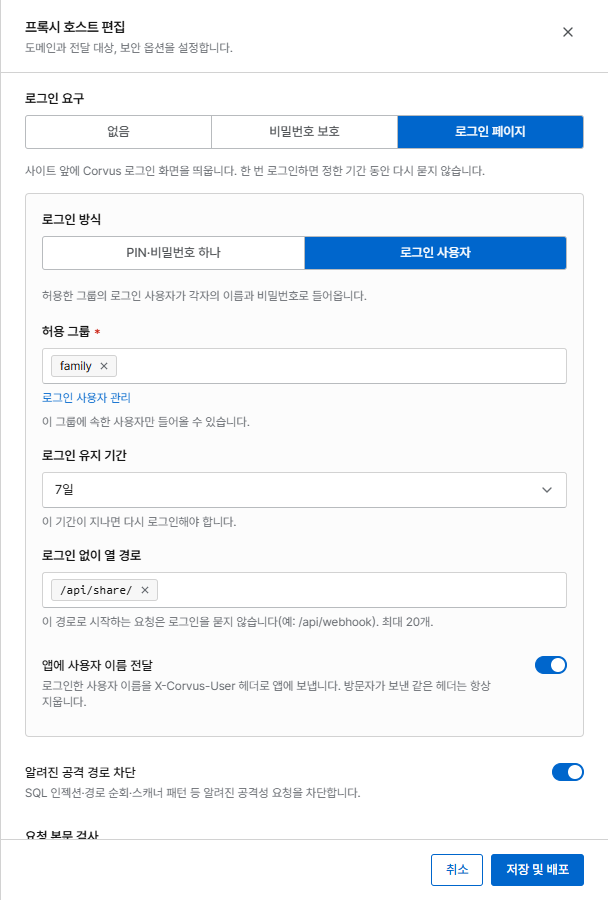 프록시 호스트 편집
도메인과 전달 대상, 보안 옵션을 설정합니다.
로그인 요구
없음
비밀번호 보호
로그인 페이지
사이트 앞에 Corvus 로그인 화면을 띄웁니다. 한 번 로그인하면 정한 기간 동안 다시 묻지 않습니다.
로그인 방식
PIN·비밀번호 하나
로그인 사용자
허용한 그룹의 로그인 사용자가 각자의 이름과 비밀번호로 들어옵니다.
허용 그룹 *
family ×
로그인 사용자 관리
이 그룹에 속한 사용자만 들어올 수 있습니다.
로그인 유지 기간
7일
이 기간이 지나면 다시 로그인해야 합니다.
로그인 없이 열 경로
/api/share/ ×
이 경로로 시작하는 요청은 로그인을 묻지 않습니다(예: /api/webhook). 최대 20개.
앱에 사용자 이름 전달
로그인한 사용자 이름을 X-Corvus-User 헤더로 앱에 보냅니다. 방문자가 보낸 같은 헤더는 항상
지웁니다.
알려진 공격 경로 차단
SQL 인젝션·경로 순회·스캐너 패턴 등 알려진 공격성 요청을 차단합니다.
요청 본문 검사
취소
저장 및 배포